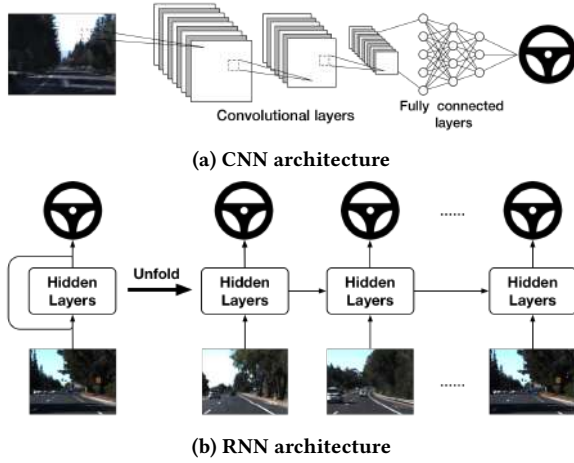 Convolutional layers
Fully connected
layers
(a) CNN architecture
......
Unfold
Hidden
Layers
Hidden
Layers
Hidden
Layers
Hidden
Layers
......
(b) RNN architecture